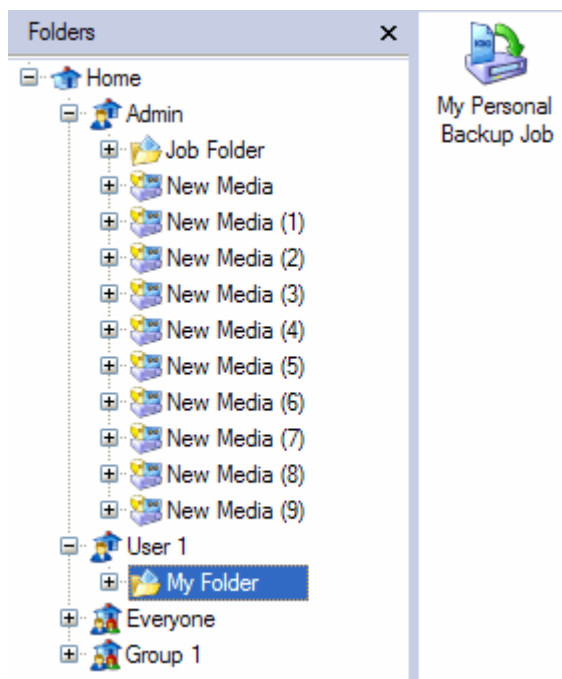 Folders
Home
Admin
Job Folder
New Media
New Media (1)
New Media (2)
New Media (3)
New Media (4)
New Media (5)
New Media (6)
New Media (7)
New Media (8)
New Media (9)
User 1
My Folder
Everyone
Group 1
My Personal
Backup Job